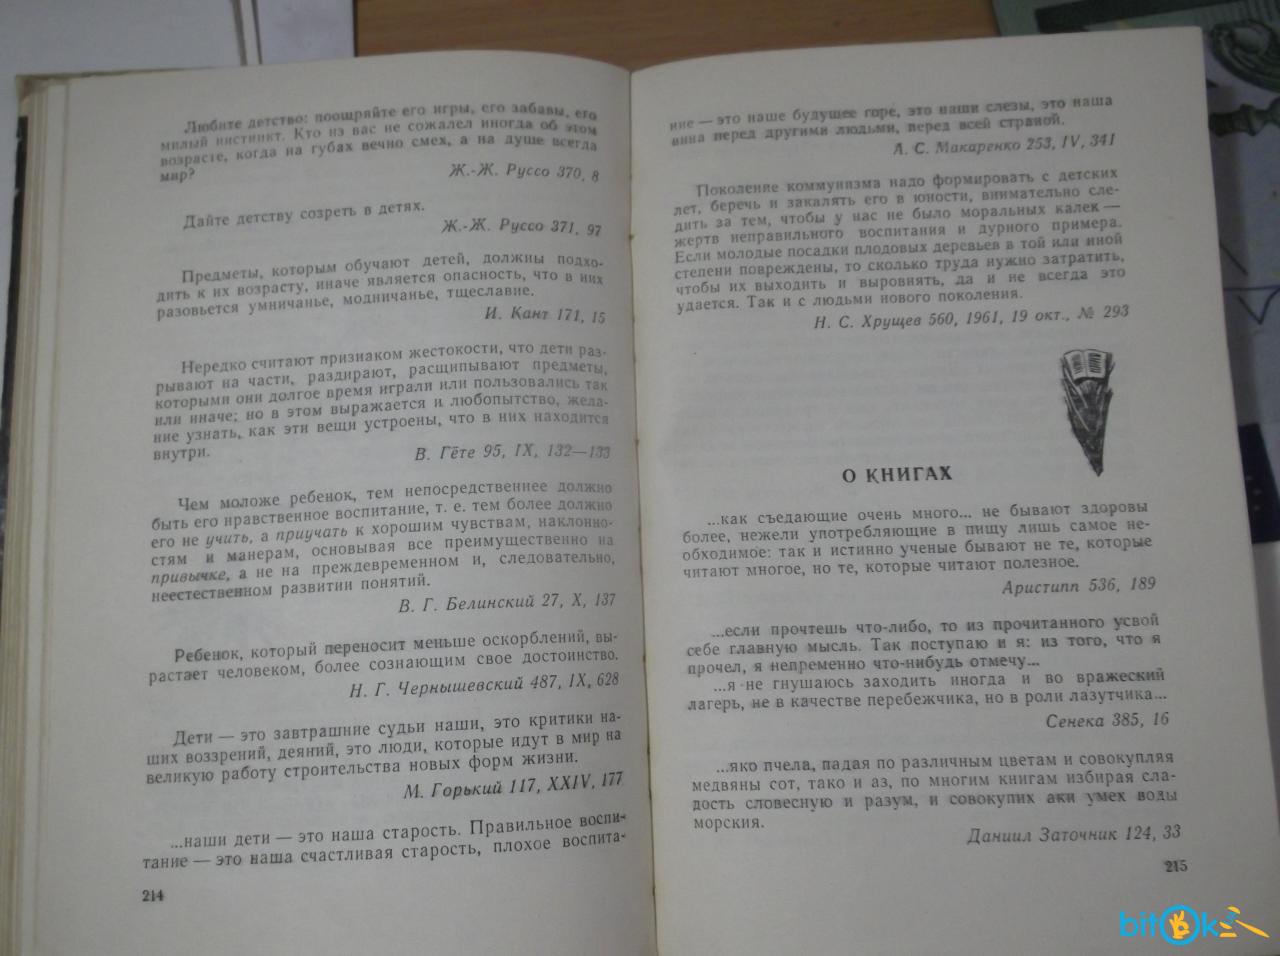 Любите детство: поощряйте его игры, его забавы, его
милый инстинкт. Кто из вас не сожалел иногда об этом
возрасте, когда на губах вечно смех, а на душе всегда
мир?
Ж.-Ж. Руссо 370, 8
Дайте детству созреть в детях.
Ж.-Ж. Руссо 371, 97
Предметы, которым обучают детей, должны подхо-
дить к их возрасту, иначе является опасность, что в них
разовьется умничанье, модничанье, тщеславие.
И. Кант 171, 15
Нередко считают признаком жестокости, что дети раз-
рывают на части, раздирают, расщипывают предметы,
которыми они долгое время играли или пользовались так
или иначе; но в этом выражается и любопытство, жела-
ние узнать, как эти вещи устроены, что в них находится
внутри.
В. Гёте 95, IX, 132—133
Чем моложе ребенок, тем непосредственнее должно
быть его нравственное воспитание, т. е. тем более должно
его не учить, а приучать к хорошим чувствам, наклонно-
стям и манерам, основывая все преимущественно на
привычке, а не на преждевременном и, следовательно,
неестественном развитии понятий.
В. Г. Белинский 27, X, 137
Ребенок, который переносит меньше оскорблений, вы-
растает человеком, более сознающим свое достоинство.
Н. Г. Чернышевский 487, IX, 628
Дети — это завтрашние судьи наши, это критики на-
ших воззрений, деяний, это люди, которые идут в мир на
великую работу строительства новых форм жизни.
М. Горький 117, XXIV, 177
...наши дети — это наша старость. Правильное воспи-
тание — это наша счастливая старость, плохое воспита-
214
ние — это наше будущее горе, это наши слезы, это наша
вина перед другими людьми, перед всей страной.
А. С. Макаренко 253, IV, 341
Поколение коммунизма надо формировать с детских
лет, беречь и закалять его в юности, внимательно сле-
дить за тем, чтобы у нас не было моральных калек —
жертв неправильного воспитания и дурного примера.
Если молодые посадки плодовых деревьев в той или иной
степени повреждены, то сколько труда нужно затратить,
чтобы их выходить и выровнять, да и не всегда это
удается. Так и с людьми нового поколения.
Н. С. Хрущев 560, 1961, 19 окт., № 293
О КНИГАХ
...как съедающие очень много... не бывают здоровы
более, нежели употребляющие в пищу лишь самое не-
обходимое: так и истинно ученые бывают не те, которые
читают многое, но те, которые читают полезное.
Аристипп 536, 189
...если прочтешь что-либо, то из прочитанного усвой
себе главную мысль. Так поступаю и я: из того, что я
прочел, я непременно что-нибудь отмечу...
...я не гнушаюсь заходить иногда и во вражеский
лагерь, не в качестве перебежчика, но в роли лазутчика...
Сенека 385, 16
...яко пчела, падая по различным цветам и совокупляя
медвяны сот, тако и аз, по многим книгам избирая сла-
дость словесную и разум, и совокупих аки умех воды
морския.
Даниил Заточник 124, 33
215